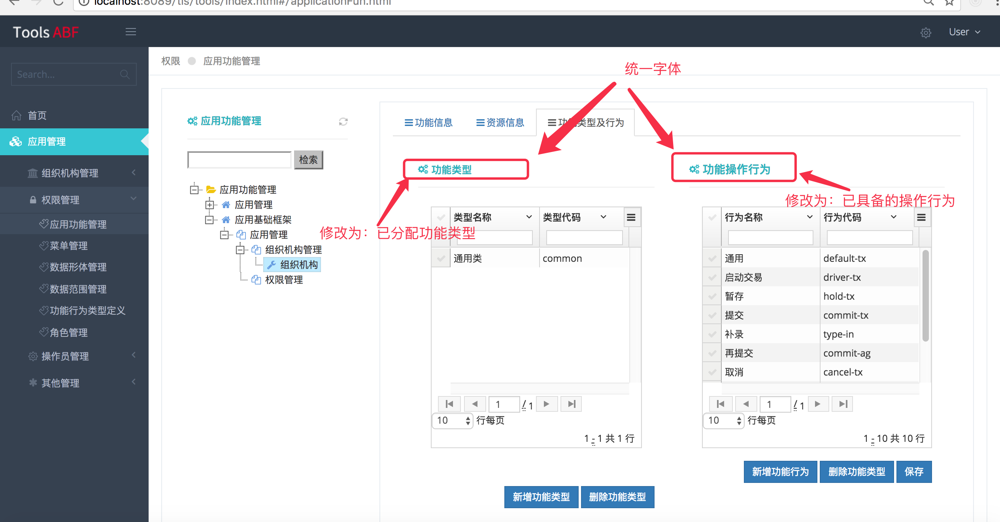 localhost:8089/tis/tools/index.html#/applicationFun.html
Tools ABF
User
Search...
首页
应用管理
组织机构管理
权限管理
应用功能管理
菜单管理
数据形体管理
数据范围管理
功能行为类型定义
角色管理
操作员管理
其他管理
权限 应用功能管理
统一字体
应用功能管理
检索
应用功能管理
应用管理
应用基础框架
应用管理
组织机构管理
组织机构
权限管理
功能信息 资源信息 功能类型及行为
功能类型
修改为：已分配功能类型
类型名称 类型代码
通用类 common
1 / 1
10 行每页
1 - 1 共 1 行
新增功能类型 删除功能类型
功能操作行为
修改为：已具备的操作行为
行为名称 行为代码
通用 default-tx
启动交易 driver-tx
暂存 hold-tx
提交 commit-tx
补录 type-in
再提交 commit-ag
取消 cancel-tx
1 / 1
10 行每页
1 - 10 共 10 行
新增功能行为 删除功能类型 保存